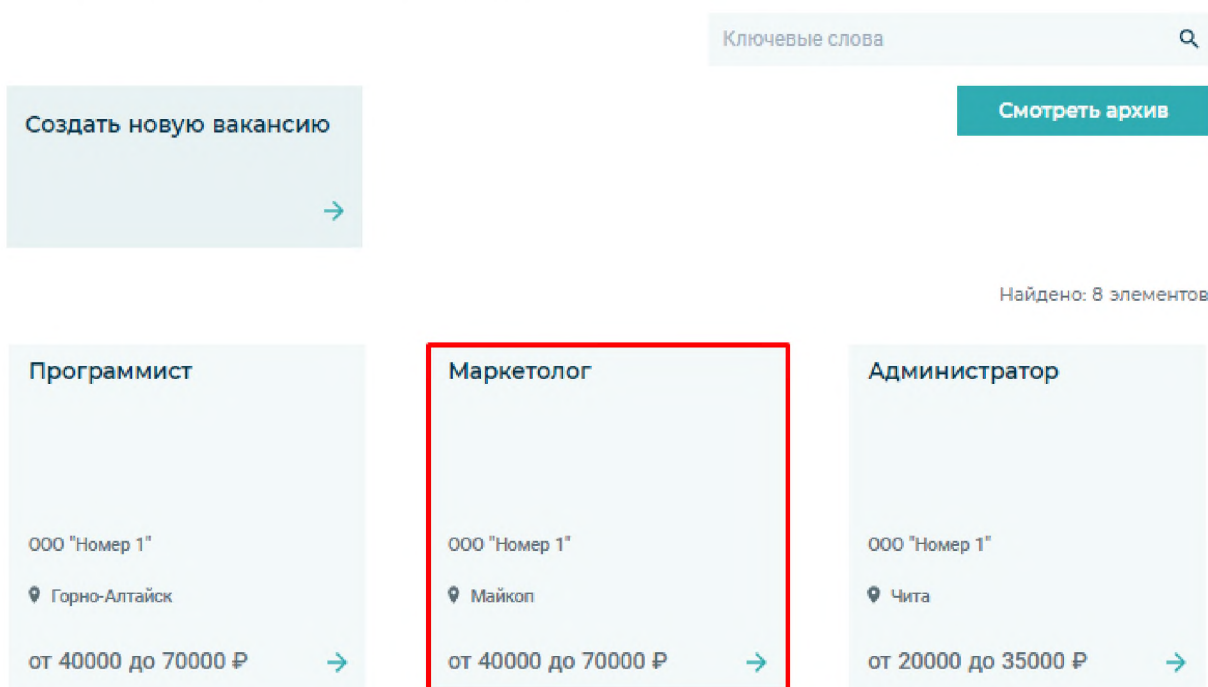 Ключевые слова
Создать новую вакансию
Смотреть архив
Найдено: 8 элементов
Программист
ООО "Номер 1"
Горно-Алтайск
от 40000 до 70000 ₽
Маркетолог
ООО "Номер 1"
Майкоп
от 40000 до 70000 ₽
Администратор
ООО "Номер 1"
Чита
от 20000 до 35000 ₽